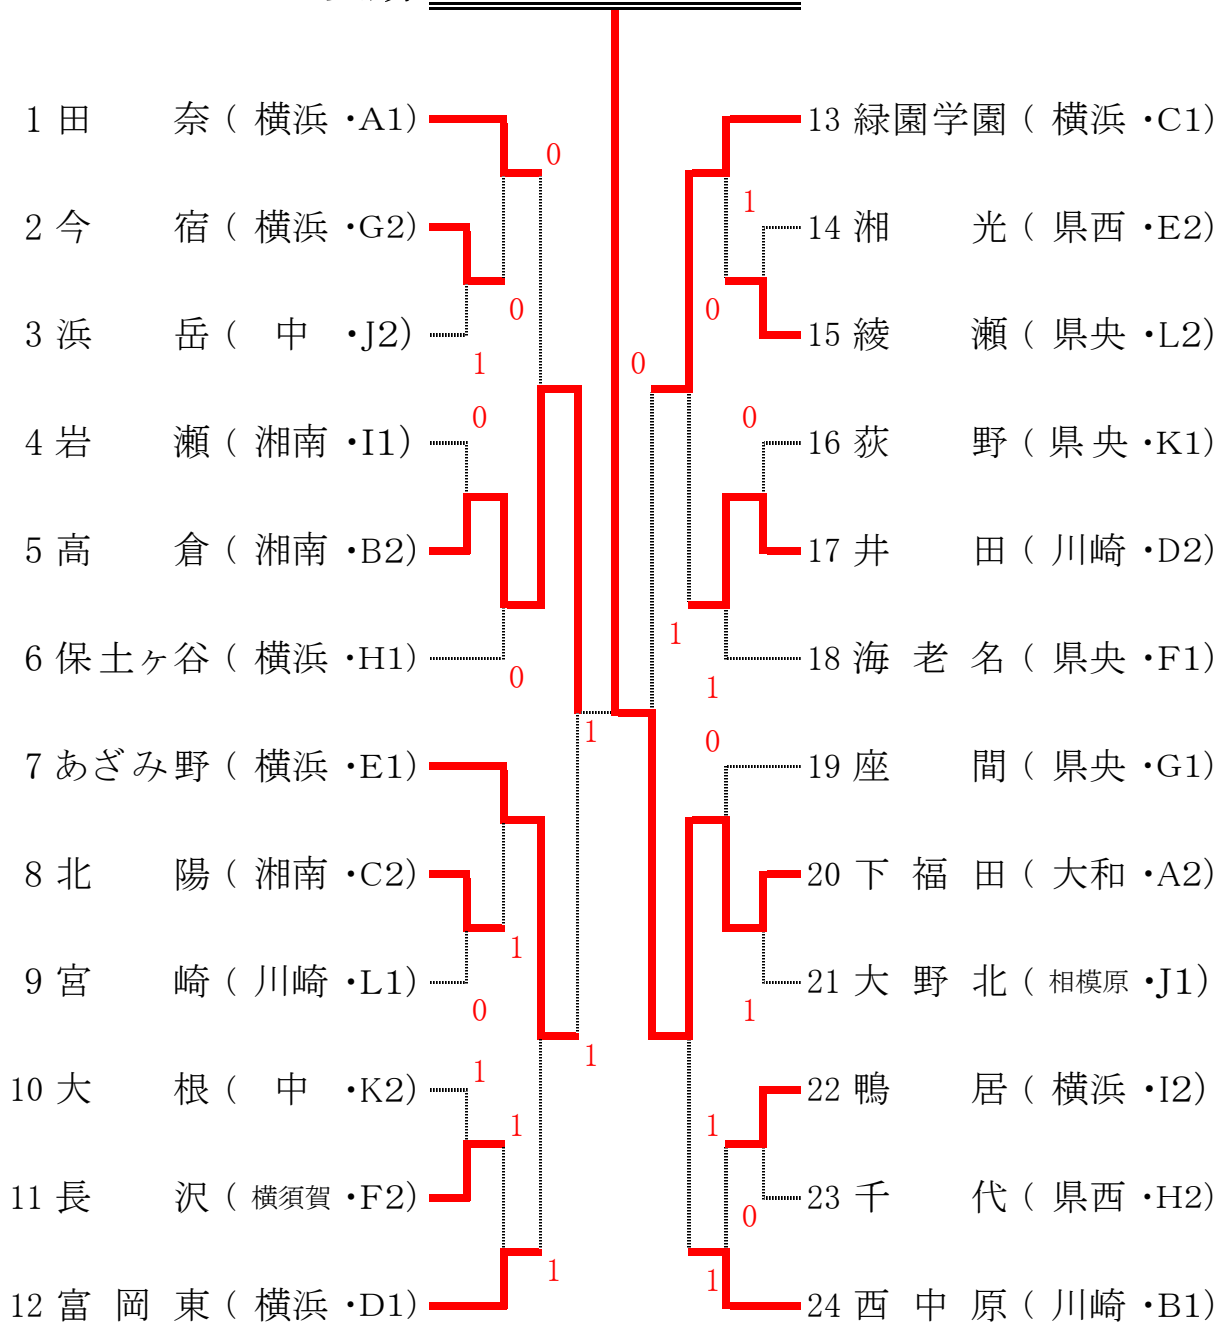 1 田 奈 ( 横浜 ・A1)
0
2 今 宿 ( 横浜 ・G2)
0
3 浜 岳 ( 中 ・J2)
1
0
4 岩 瀬 ( 湘南 ・I1)
5 高 倉 ( 湘南 ・B2)
6 保土ヶ谷 ( 横浜 ・H1)
0
1
7 あざみ野 ( 横浜 ・E1)
8 北 陽 ( 湘南 ・C2)
1
9 宮 崎 ( 川崎 ・L1)
0
1
1
10 大 根 ( 中 ・K2)
1
11 長 沢 ( 横須賀 ・F2)
1
12 富 岡 東 ( 横浜 ・D1)
13 緑園学園 ( 横浜 ・C1)
1
14 湘 光 ( 県西 ・E2)
0
15 綾 瀬 ( 県央 ・L2)
0
0
16 荻 野 ( 県央 ・K1)
17 井 田 ( 川崎 ・D2)
1
18 海 老 名 ( 県央 ・F1)
1
0
19 座 間 ( 県央 ・G1)
20 下 福 田 ( 大和 ・A2)
21 大 野 北 ( 相模原 ・J1)
1
22 鴨 居 ( 横浜 ・I2)
1
23 千 代 ( 県西 ・H2)
0
1
24 西 中 原 ( 川崎 ・B1)